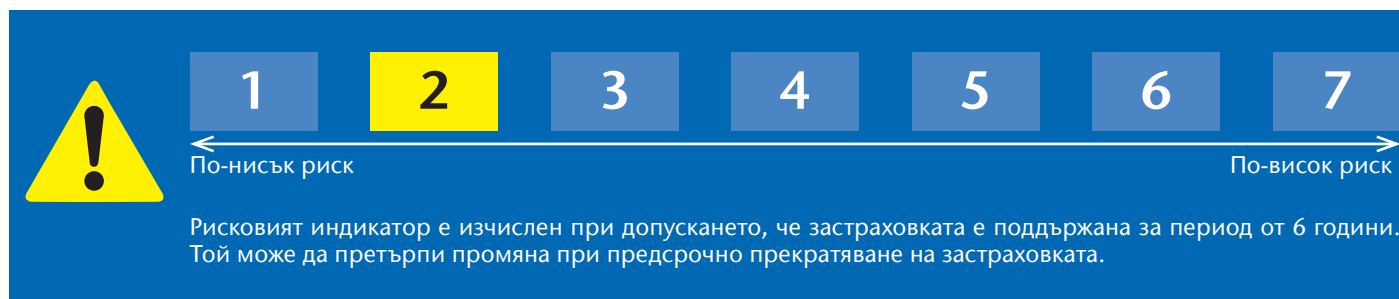 1 2 3 4 5 6 7
По-нисък риск По-висок риск
Рисковият индикатор е изчислен при допускането, че застраховката е поддържана за период от 6 години.
Той може да претърпи промяна при предсрочно прекратяване на застраховката.